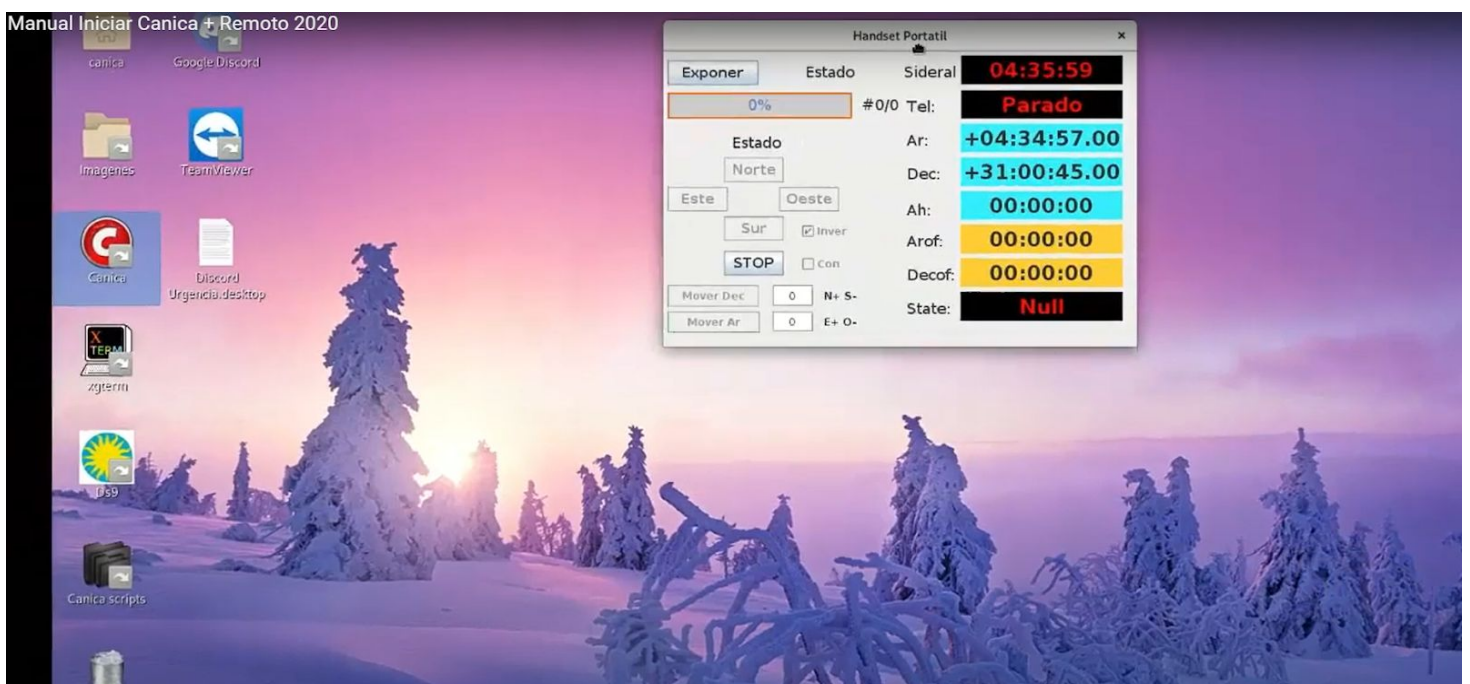 Manual Iniciar Canica + Remoto 2020
canica
Google Discord
Imagenes
TeamViewer
Canica
Discord
Urgencia.desktop
X
TERM
xgterm
Ds9
Canica scripts
Handset Portatil
Exponer Estado Sideral 04:35:59
0% #0/0 Tel: Parado
Ar: +04:34:57.00
Estado
Norte Dec: +31:00:45.00
Este Oeste Ah: 00:00:00
Sur Inver Arof: 00:00:00
STOP Con Decof: 00:00:00
Mover Dec 0 N+ S- State: Null
Mover Ar 0 E+ O-